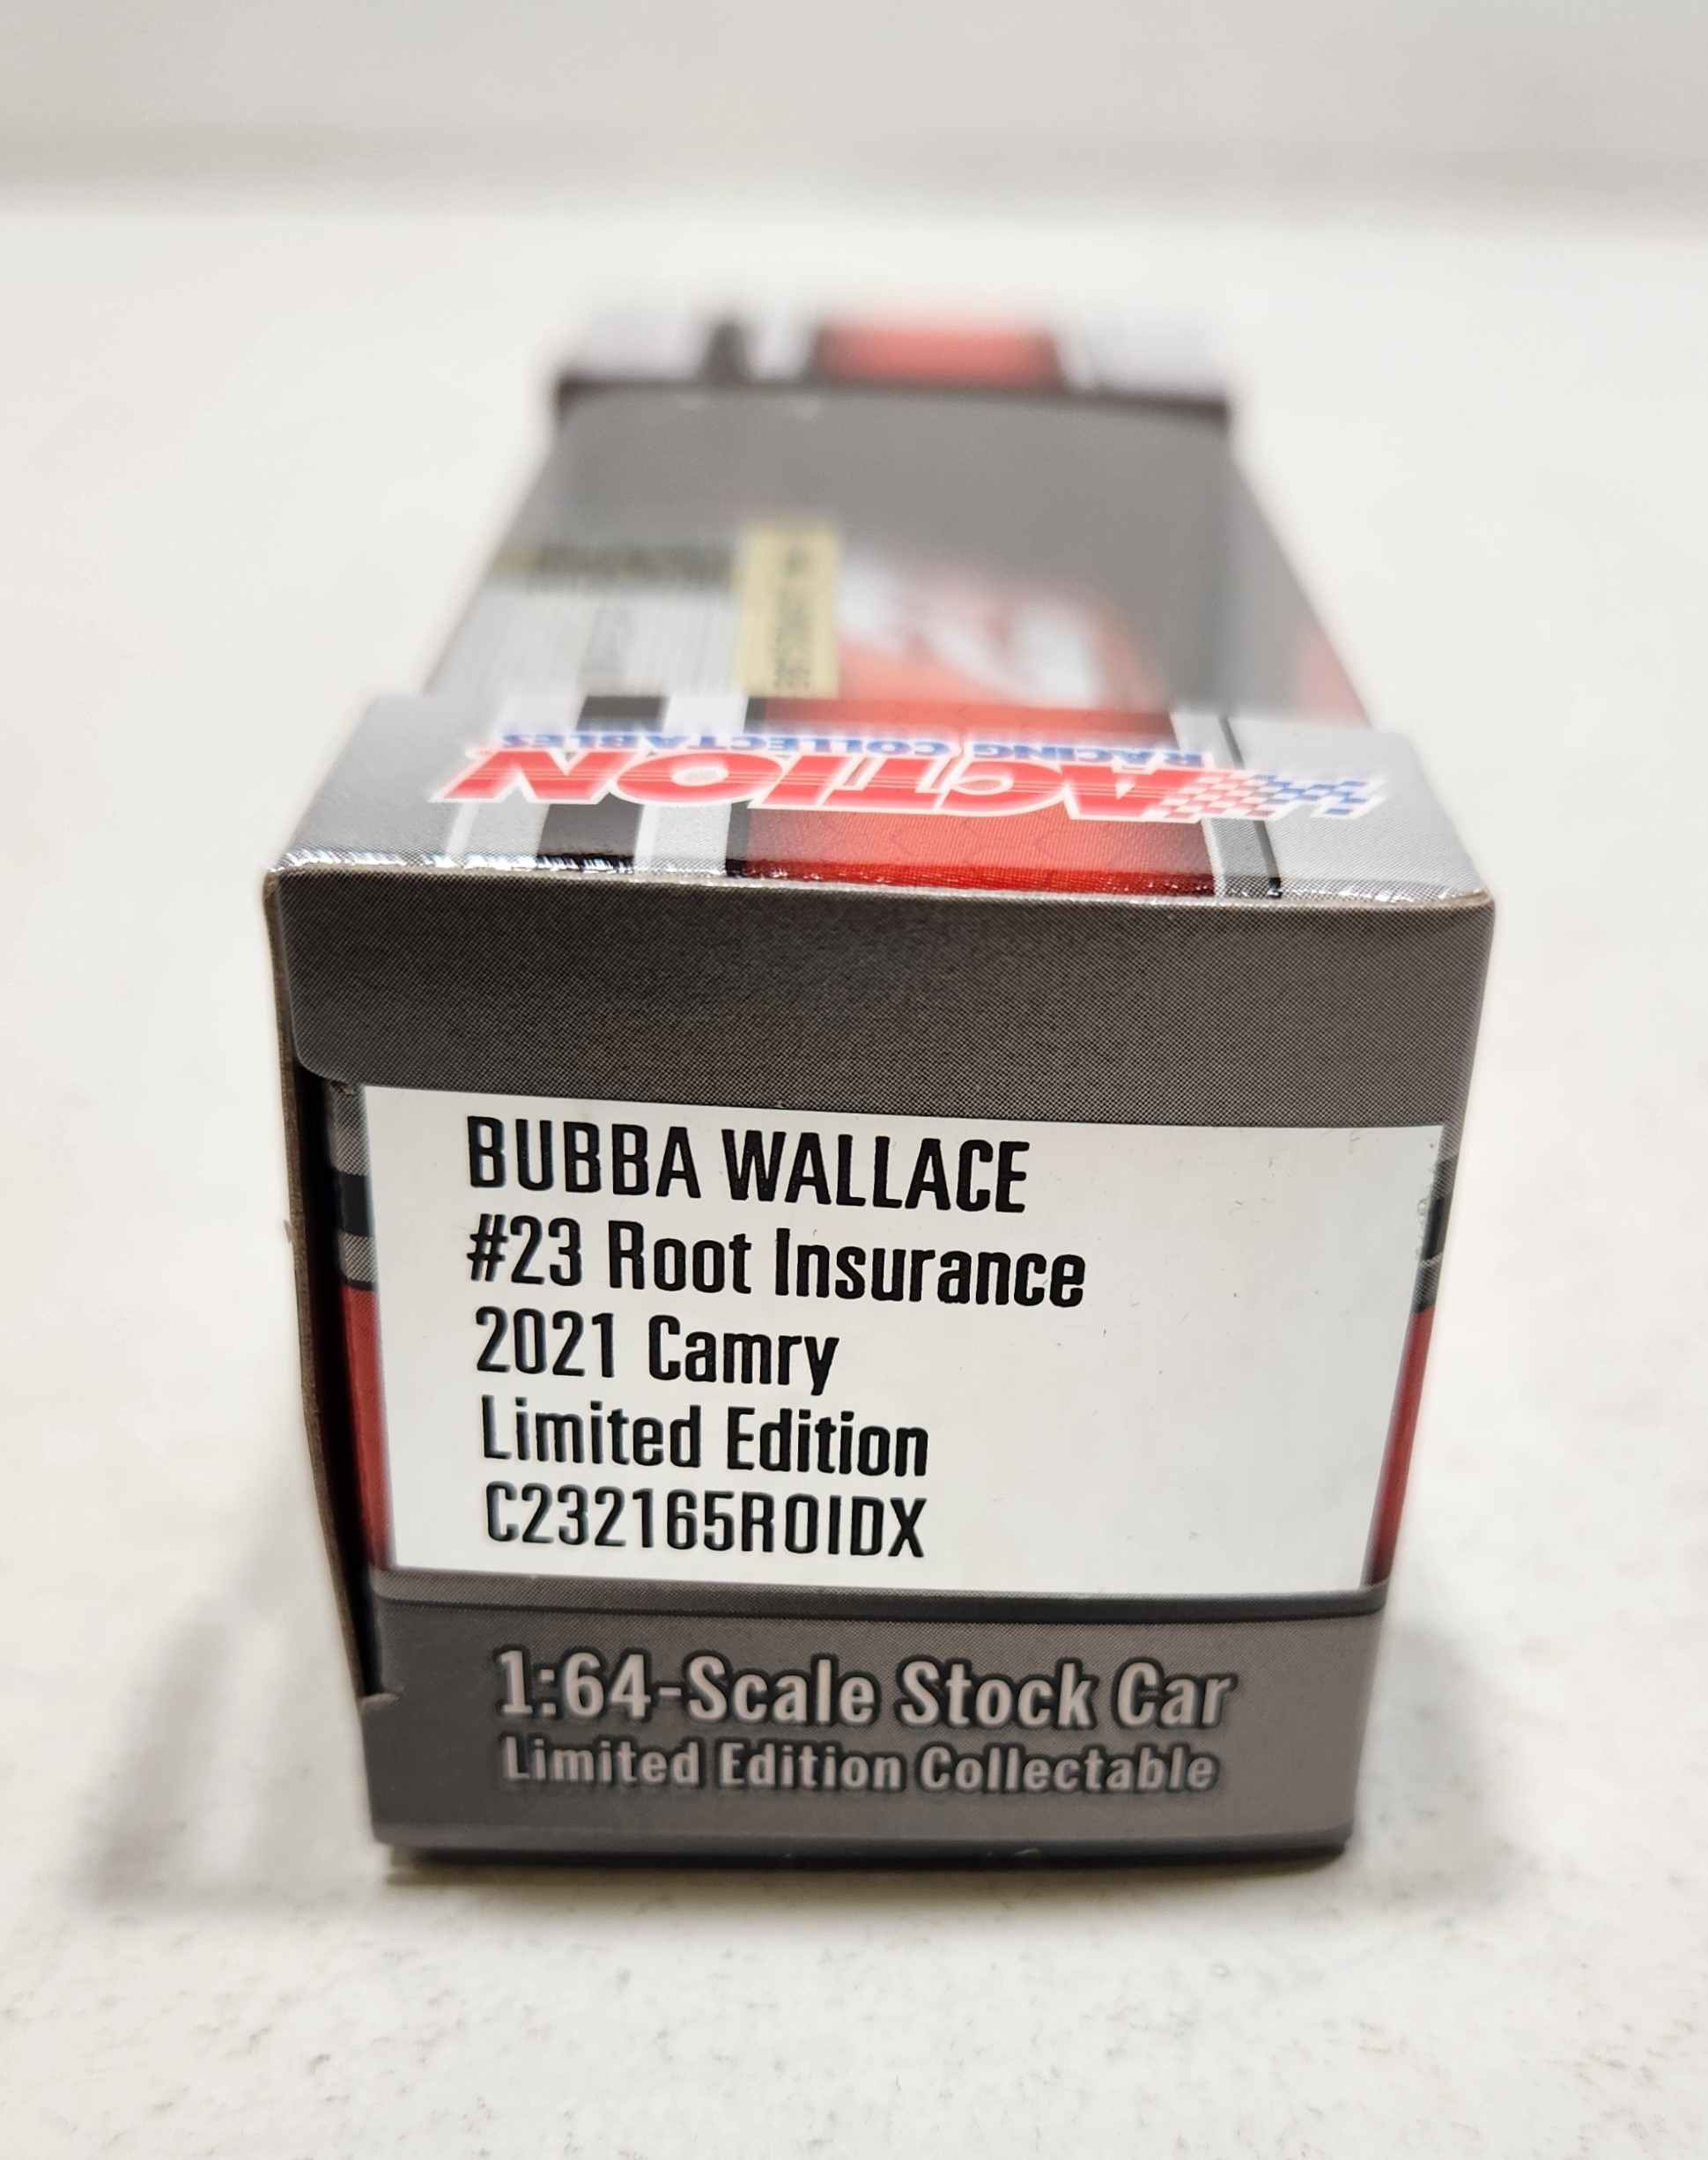 ACTION
RACING COLLECTABLES
BUBBA WALLACE
#23 Root Insurance
2021 Camry
Limited Edition
C232165ROIDX
1:64-Scale Stock Car
Limited Edition Collectable